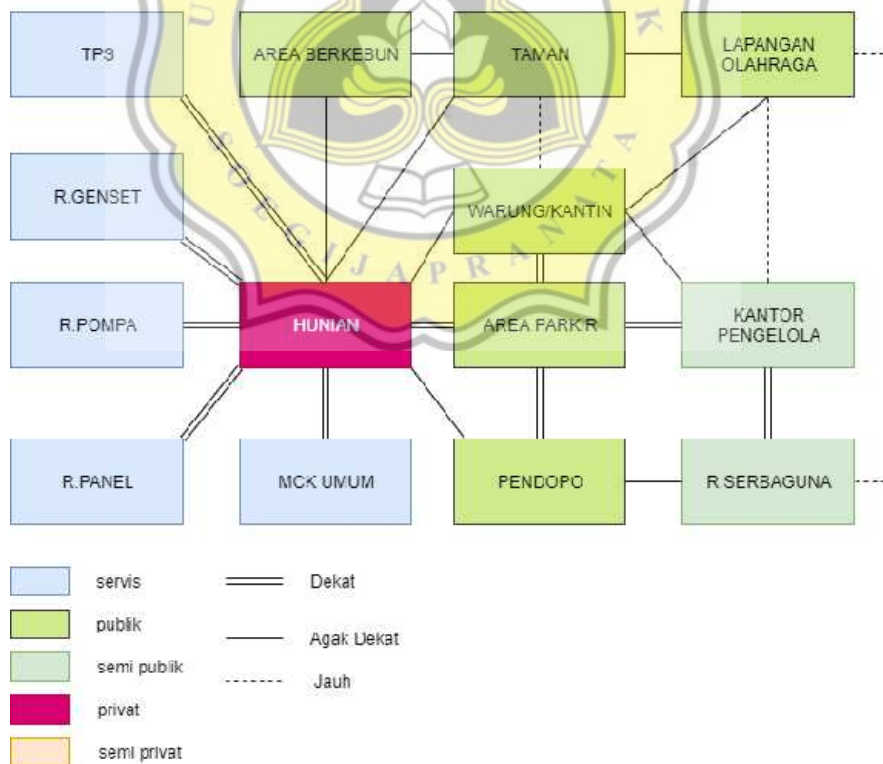 U
K
TPS
AREA BERKEBUN
TAMAN
LAPANGAN
OLAHRAGA
SOEGIJAPRANATA
R.GENSET
WARUNG/KANTIN
R.POMPA
HUNIAN
AREA PARKIR
KANTOR
PENGELOLA
R.PANEL
MCK UMUM
PENDOPO
R SERBAGUNA
servis
Dekat
publik
Agak Dekat
semi publik
Jauh
privat
semi privat